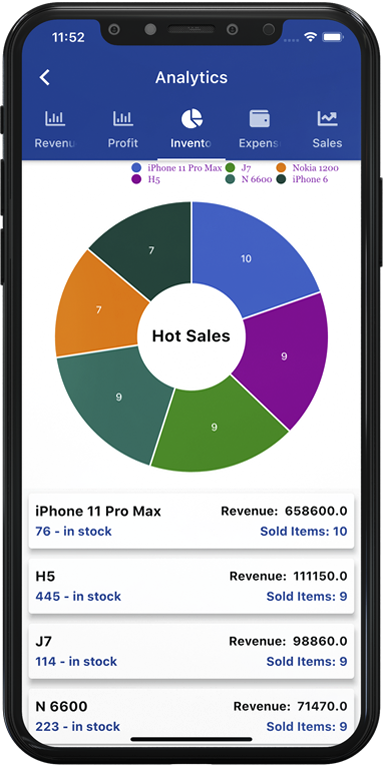 11:52
Analytics
Revenu
Profit
Invento
Expens
Sales
iPhone 11 Pro Max J7 Nokia 1200
H5 N 6600 iPhone 6
7
10
7
Hot Sales
9
9
9
iPhone 11 Pro Max Revenue: 658600.0
76 - in stock Sold Items: 10
H5 Revenue: 111150.0
445 - in stock Sold Items: 9
J7 Revenue: 98860.0
114 - in stock Sold Items: 9
N 6600 Revenue: 71470.0
223 - in stock Sold Items: 9